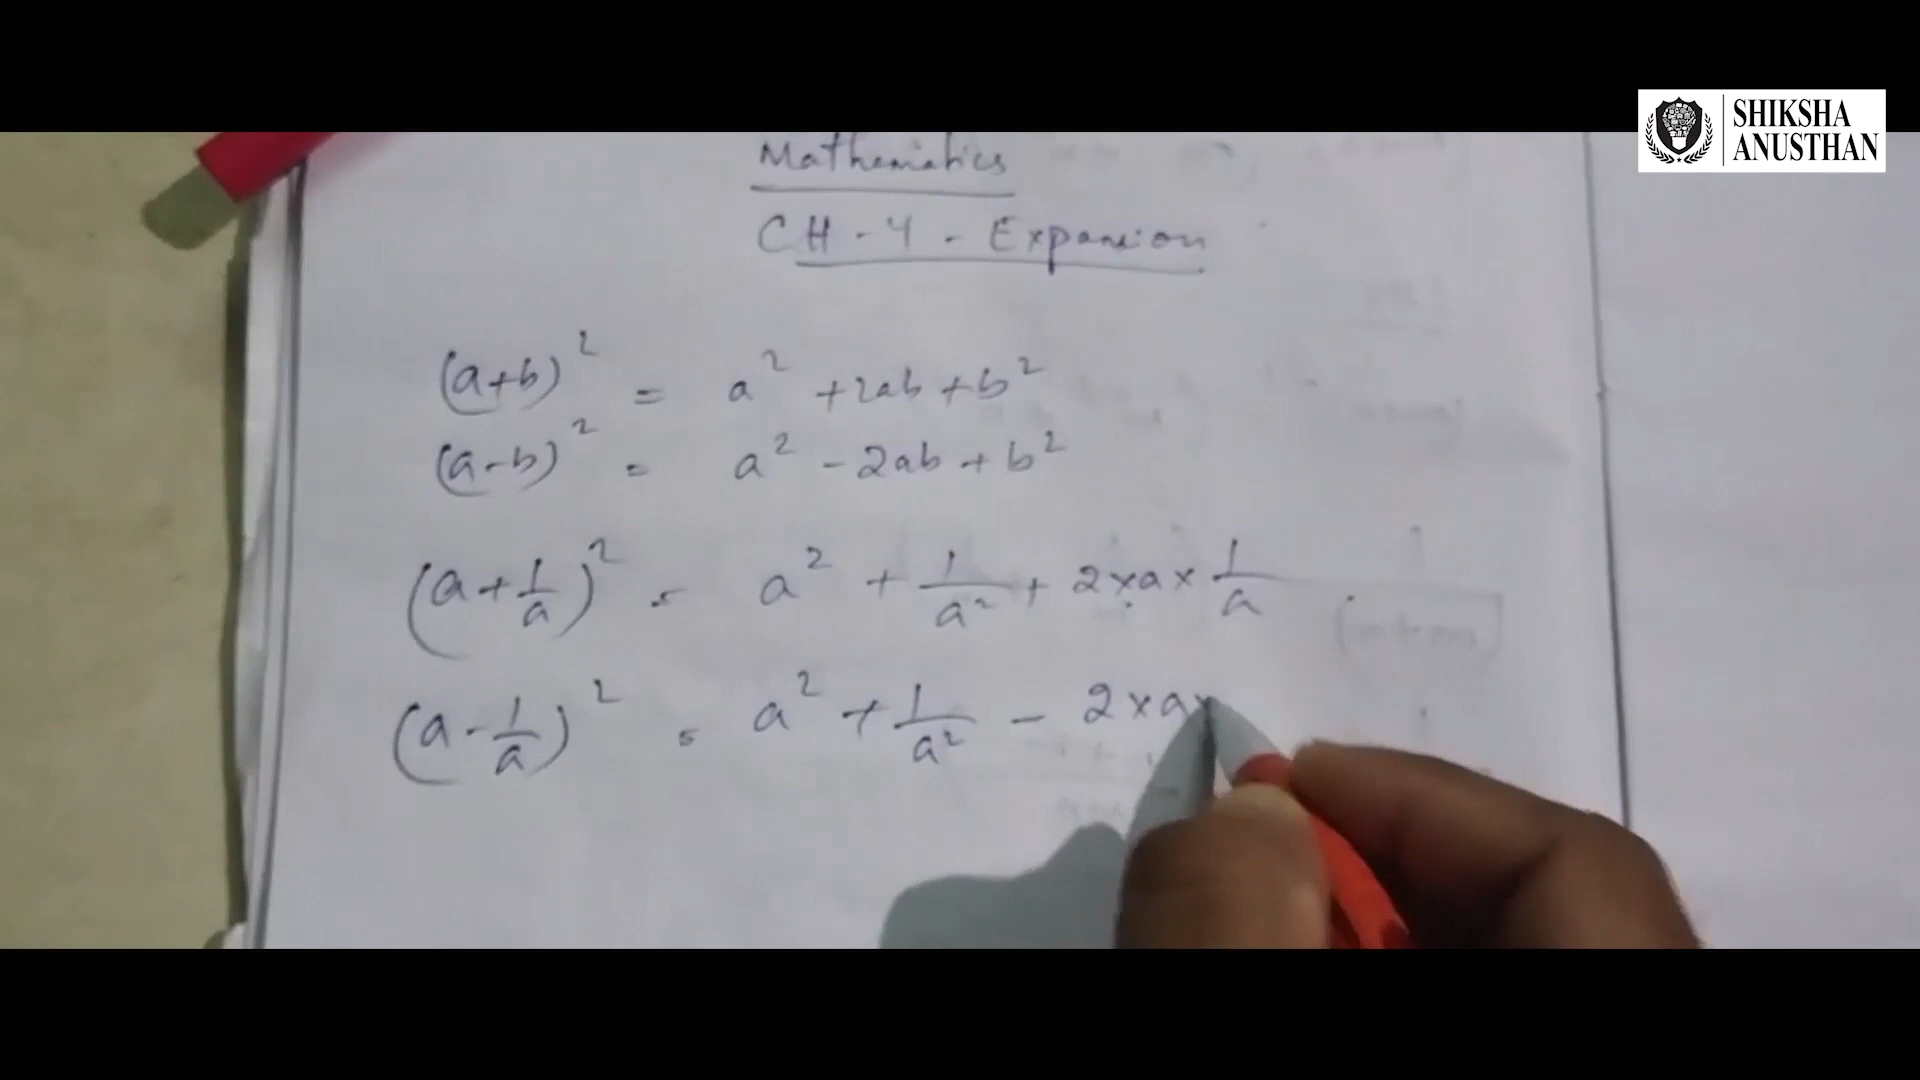 SHIKSHA
ANUSTHAN
Mathematics
CH - 4 - Expansion
(a+b)² = a² +2ab +b²
(a-b)² = a² - 2ab + b²
(a + 1/a)² = a² + 1/a² + 2×a× 1/a
(a - 1/a)² = a² + 1/a² - 2×a×